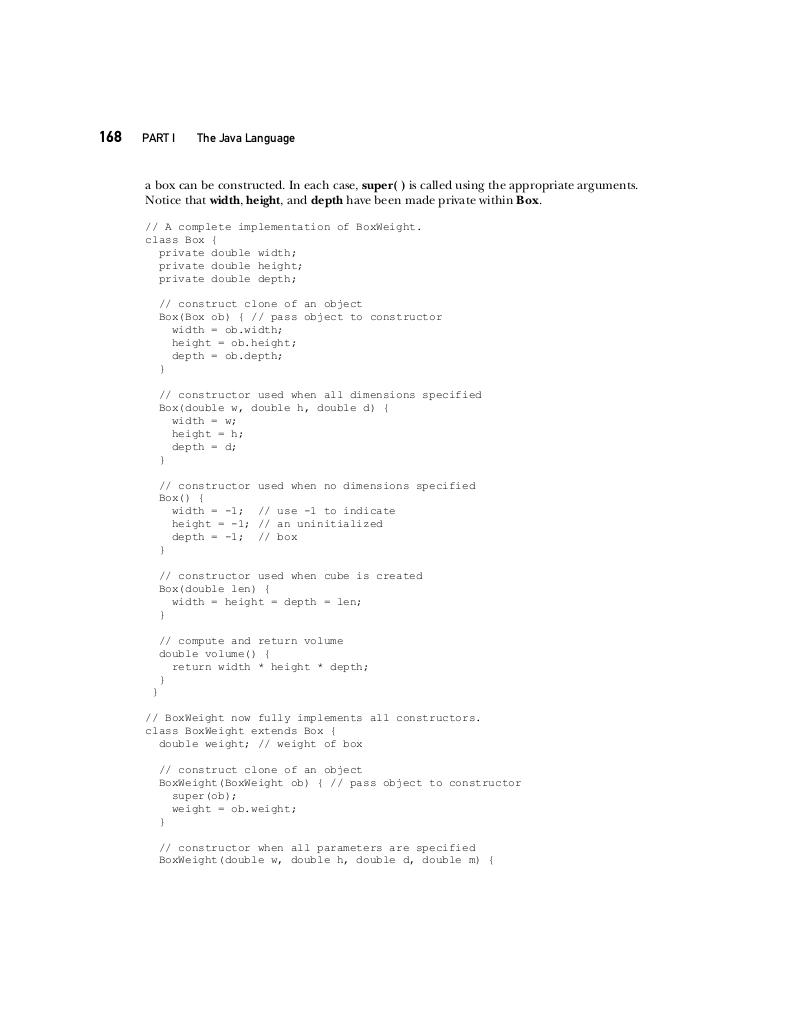 168 PART I The Java Language
a box can be constructed. In each case, super( ) is called using the appropriate arguments.
Notice that width, height, and depth have been made private within Box.
// A complete implementation of BoxWeight.
class Box {
  private double width;
  private double height;
  private double depth;

  // construct clone of an object
  Box(Box ob) { // pass object to constructor
    width = ob.width;
    height = ob.height;
    depth = ob.depth;
  }

  // constructor used when all dimensions specified
  Box(double w, double h, double d) {
    width = w;
    height = h;
    depth = d;
  }

  // constructor used when no dimensions specified
  Box() {
    width = -1;  // use -1 to indicate
    height = -1; // an uninitialized
    depth = -1;  // box
  }

  // constructor used when cube is created
  Box(double len) {
    width = height = depth = len;
  }

  // compute and return volume
  double volume() {
    return width * height * depth;
  }
 }

// BoxWeight now fully implements all constructors.
class BoxWeight extends Box {
  double weight; // weight of box

  // construct clone of an object
  BoxWeight(BoxWeight ob) { // pass object to constructor
    super(ob);
    weight = ob.weight;
  }

  // constructor when all parameters are specified
  BoxWeight(double w, double h, double d, double m) {